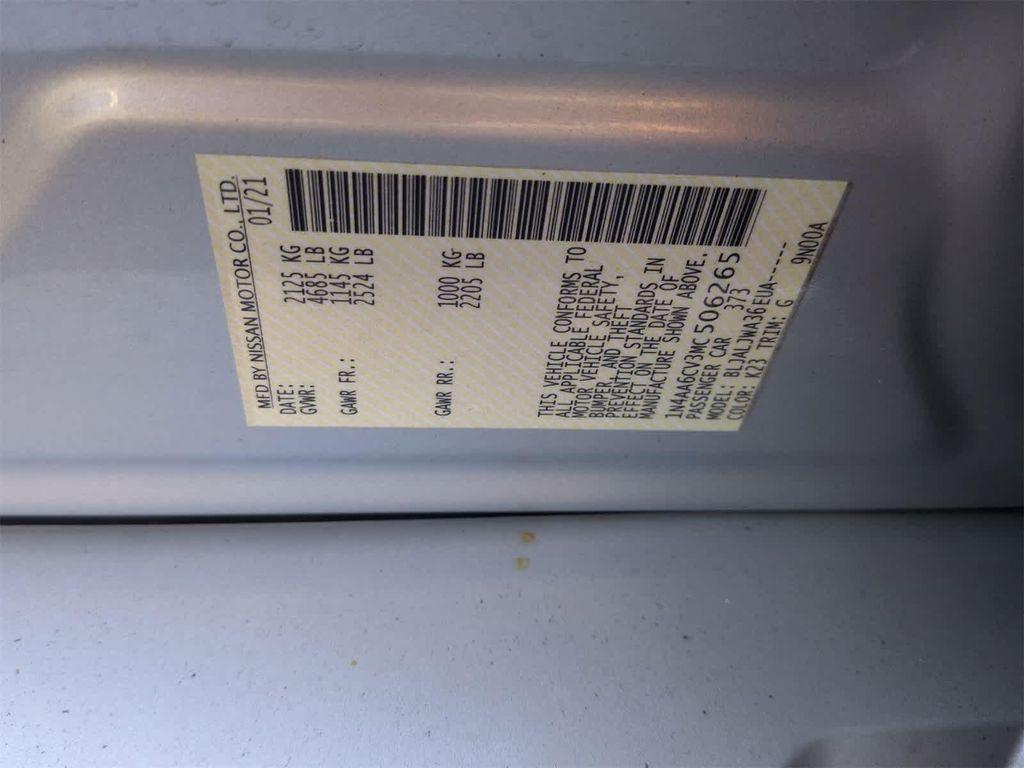 MFD BY NISSAN MOTOR CO., LTD.
DATE: 01/21
GVWR: 2125 KG
4685 LB
GAWR FR.: 1145 KG
2524 LB
GAWR RR.: 1000 KG
2205 LB
THIS VEHICLE CONFORMS TO
ALL APPLICABLE FEDERAL
MOTOR VEHICLE SAFETY,
BUMPER, AND THEFT
PREVENTION STANDARDS IN
EFFECT ON THE DATE OF
MANUFACTURE SHOWN ABOVE.
1N4AA6CV3MC506265
PASSENGER CAR 373
MODEL: BLJALJWA36EUA-----
COLOR: K23 TRIM: G 9N00A